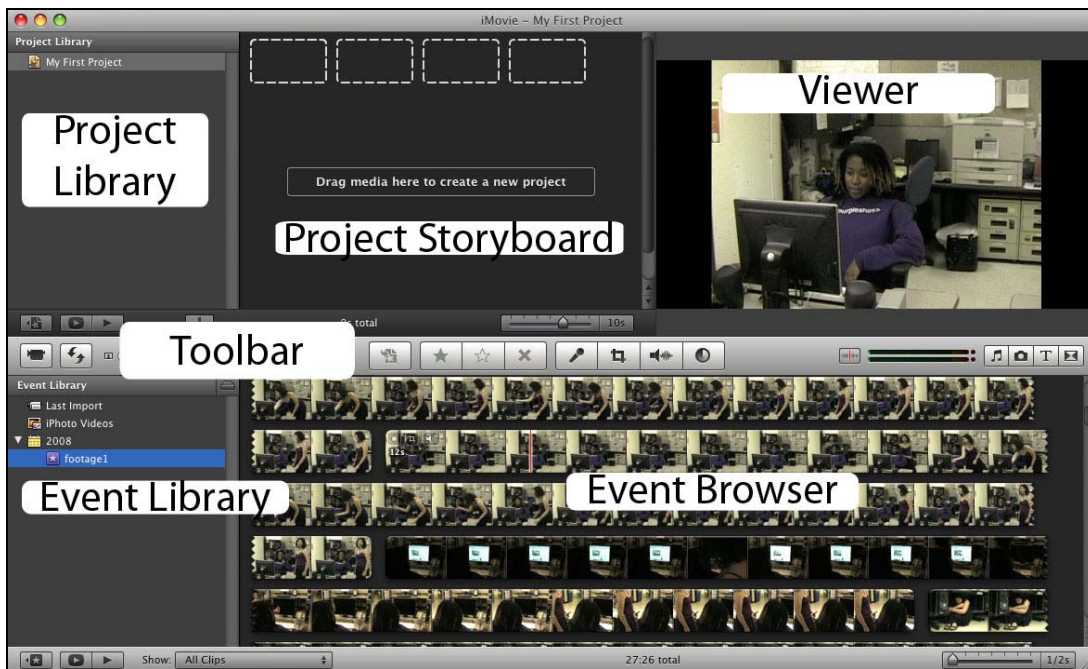 iMovie – My First Project
Project Library
My First Project
Project
Library
Drag media here to create a new project
Project Storyboard
Viewer
purpleshirts
total
10s
Toolbar
Event Library
Last Import
iPhoto Videos
2008
footage1
Event Library
12s
Event Browser
Show: All Clips
27:26 total
1/2s
T